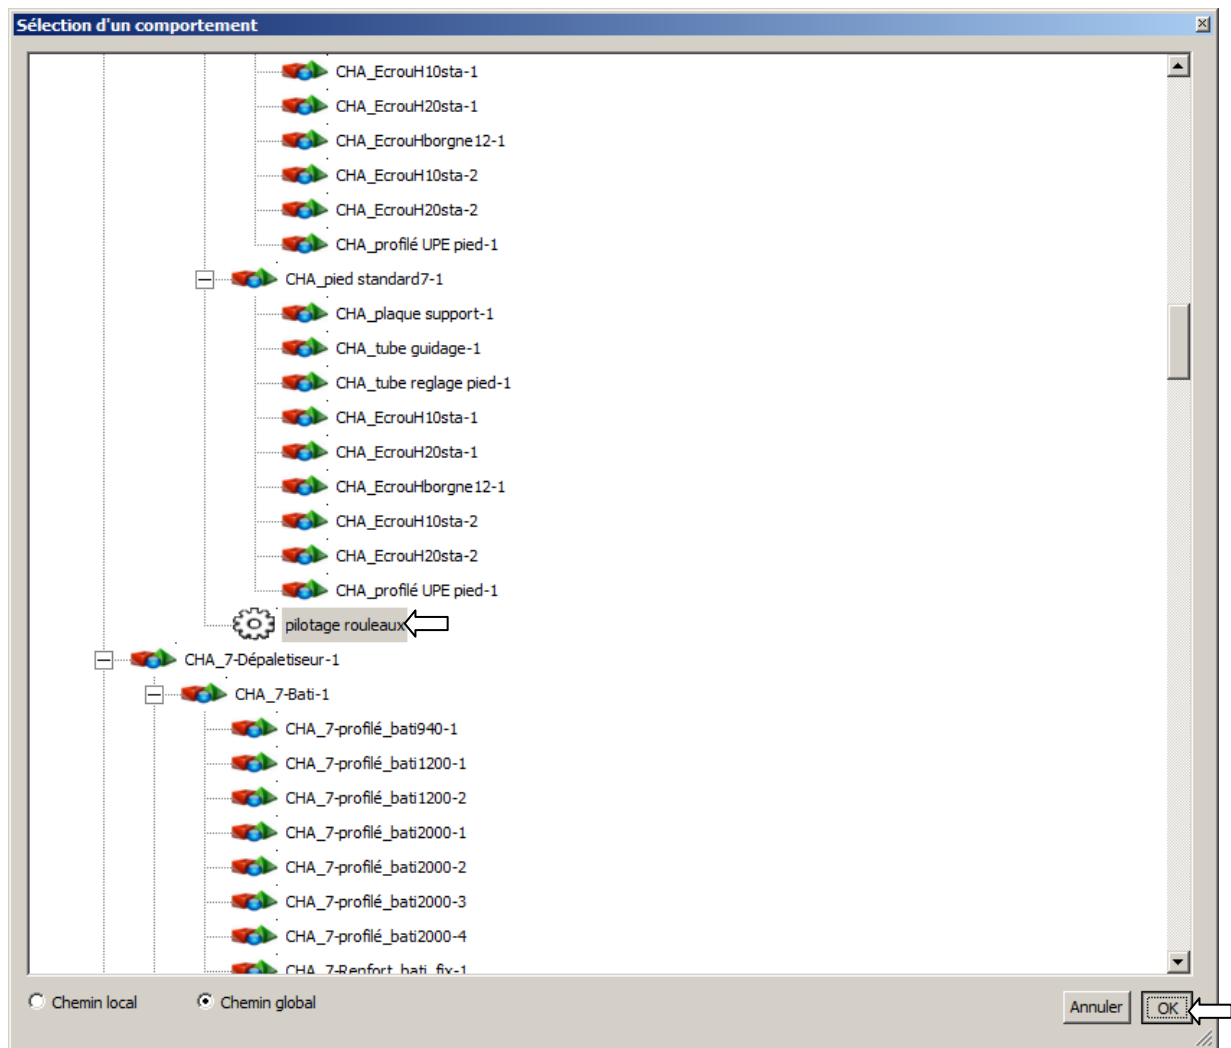 Sélection d'un comportement
CHA_EcrouH10sta-1
CHA_EcrouH20sta-1
CHA_EcrouHborgne12-1
CHA_EcrouH10sta-2
CHA_EcrouH20sta-2
CHA_profilé UPE pied-1
CHA_pied standard7-1
CHA_plaque support-1
CHA_tube guidage-1
CHA_tube reglage pied-1
CHA_EcrouH10sta-1
CHA_EcrouH20sta-1
CHA_EcrouHborgne12-1
CHA_EcrouH10sta-2
CHA_EcrouH20sta-2
CHA_profilé UPE pied-1
pilotage rouleaux
CHA_7-Dépaletiseur-1
CHA_7-Bati-1
CHA_7-profilé_bati940-1
CHA_7-profilé_bati1200-1
CHA_7-profilé_bati1200-2
CHA_7-profilé_bati2000-1
CHA_7-profilé_bati2000-2
CHA_7-profilé_bati2000-3
CHA_7-profilé_bati2000-4
CHA_7-Renfort_bati_fix-1
Chemin local Chemin global Annuler OK